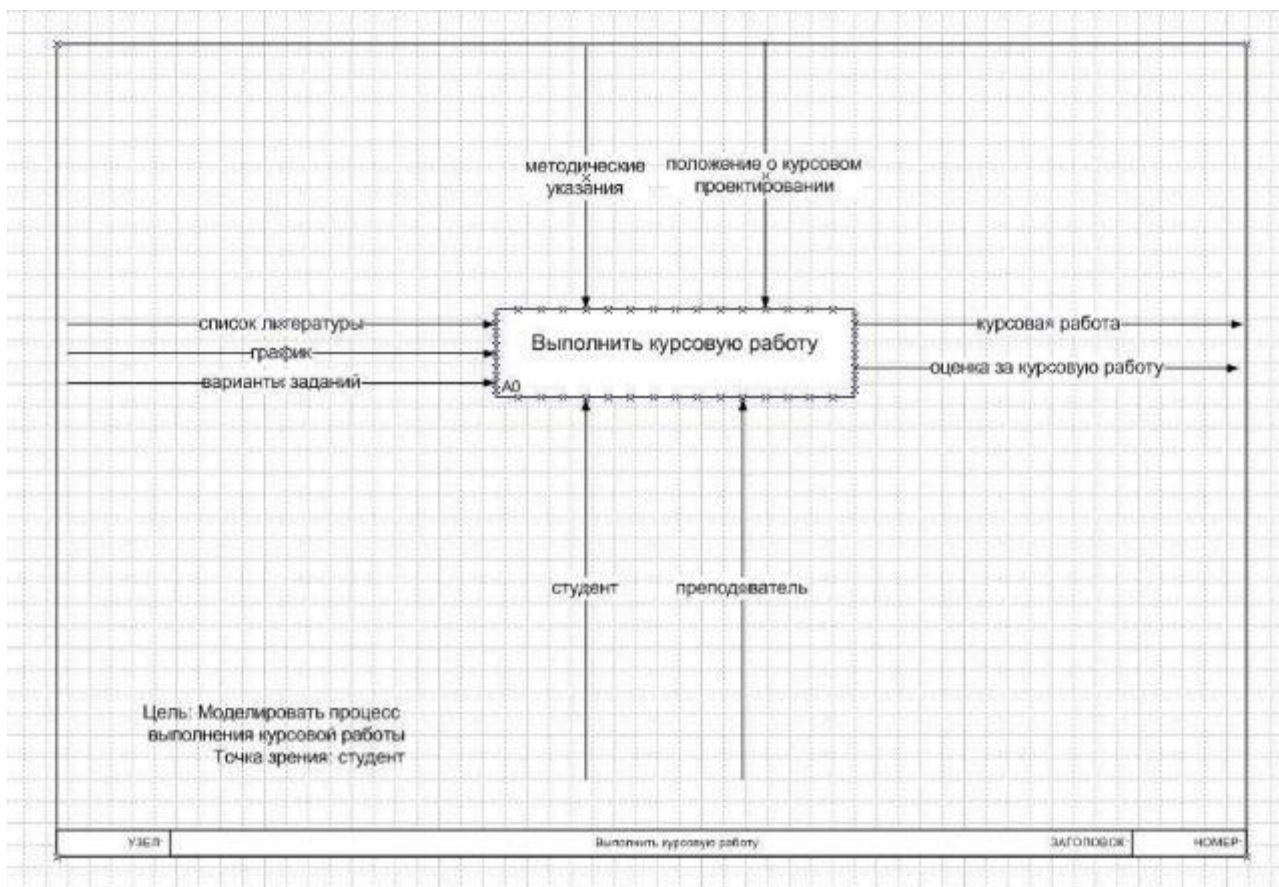 методические
указания
положение о курсовом
проектировании
список литературы
график
варианты заданий
Выполнить курсовую работу
A0
курсовая работа
оценка за курсовую работу
студент
преподователь
Цель: Моделировать процесс
выполнения курсовой работы
Точка зрения: студент
УЗЕЛ:
Выполнить курсовую работу
ЗАГОЛОВОК:
НОМЕР: